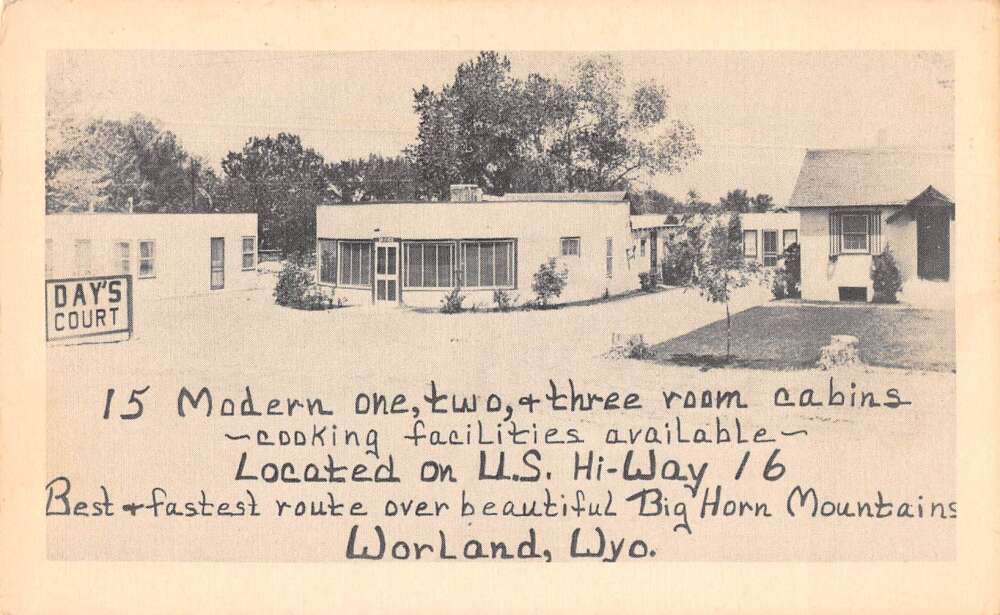 DAY'S
COURT
15 Modern one, two, + three room cabins
~cooking facilities available~
Located on U.S. Hi-Way 16
Best + fastest route over beautiful Big Horn Mountains
Worland, Wyo.